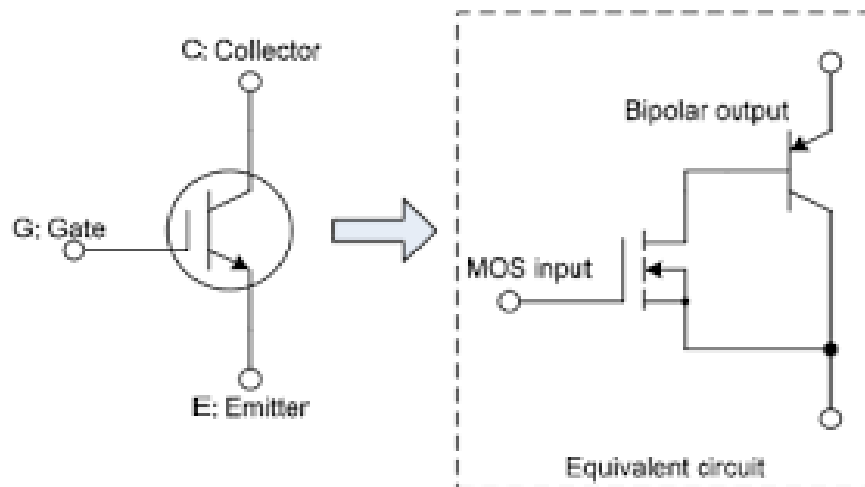 C: Collector
G: Gate
E: Emitter
Bipolar output
MOS input
Equivalent circuit